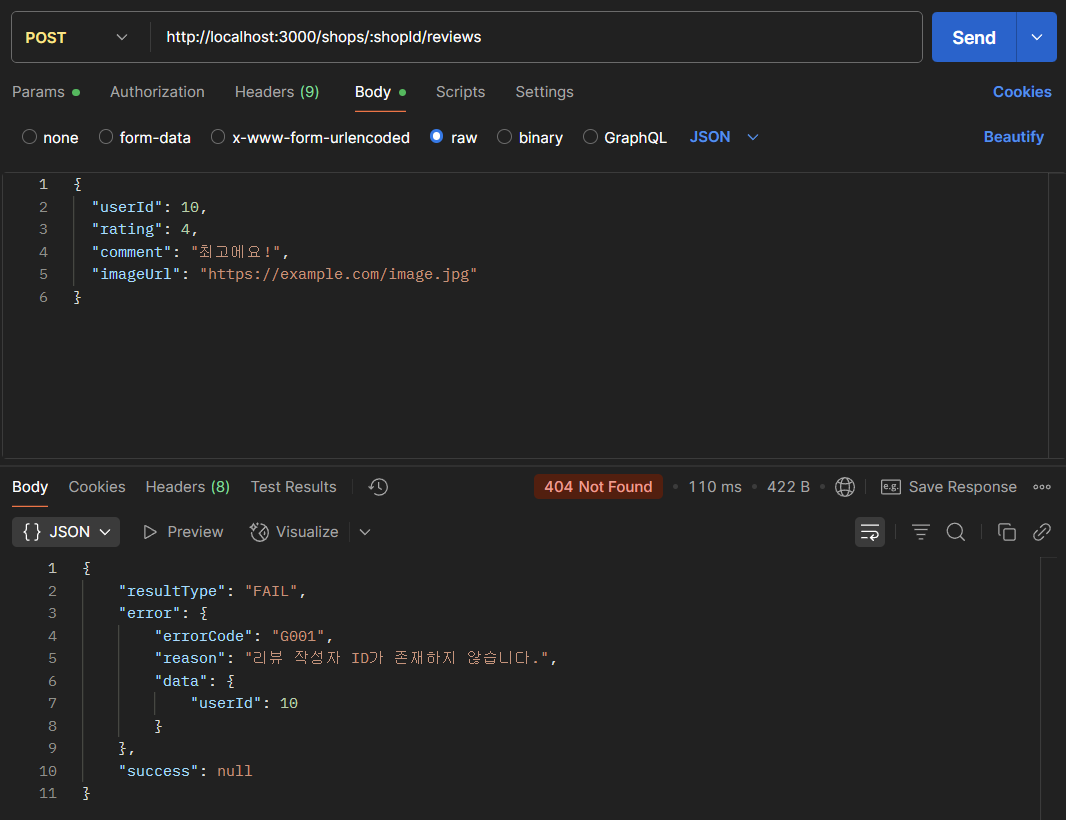 POST http://localhost:3000/shops/:shopId/reviews Send
Params Authorization Headers (9) Body Scripts Settings Cookies
none form-data x-www-form-urlencoded raw binary GraphQL JSON Beautify
1 {
2 "userId": 10,
3 "rating": 4,
4 "comment": "최고에요!",
5 "imageUrl": "https://example.com/image.jpg"
6 }
Body Cookies Headers (8) Test Results 404 Not Found • 110 ms • 422 B • e.g. Save Response
{} JSON Preview Visualize
1 {
2 "resultType": "FAIL",
3 "error": {
4 "errorCode": "G001",
5 "reason": "리뷰 작성자 ID가 존재하지 않습니다.",
6 "data": {
7 "userId": 10
8 }
9 },
10 "success": null
11 }